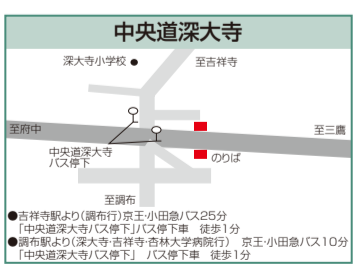 中央道深大寺
深大寺小学校
至吉祥寺
至府中
至三鷹
中央道深大寺
バス停下
のりば
至調布
●吉祥寺駅より(調布行)京王・小田急バス25分
「中央道深大寺バス停下」バス停下車　徒歩1分
●調布駅より(深大寺・吉祥寺・杏林大学病院行)　京王・小田急バス10分
「中央道深大寺バス停下」　バス停下車　徒歩1分